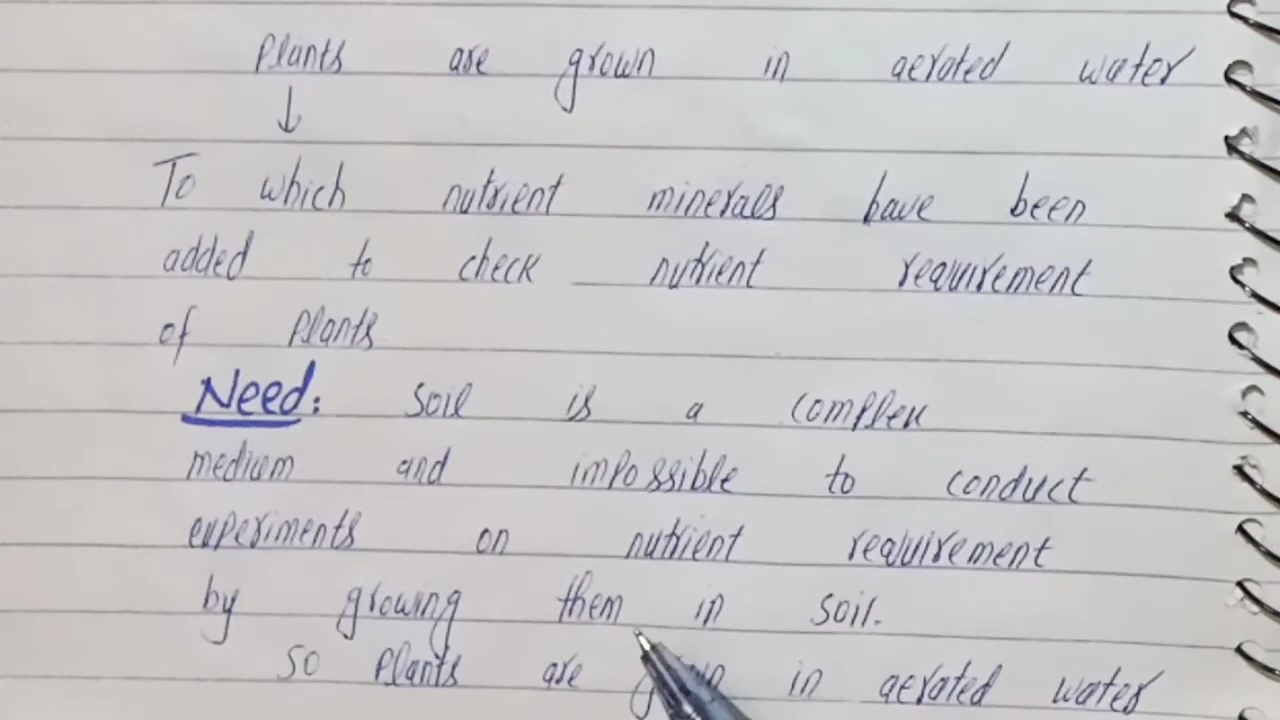 Plants are grown in aerated water
↓
To which nutrient minerals have been
added to check nutrient requirement
of Plants
Need: Soil is a complex
medium and impossible to conduct
experiments on nutrient requirement
by growing them in soil.
So Plants are grown in aerated water